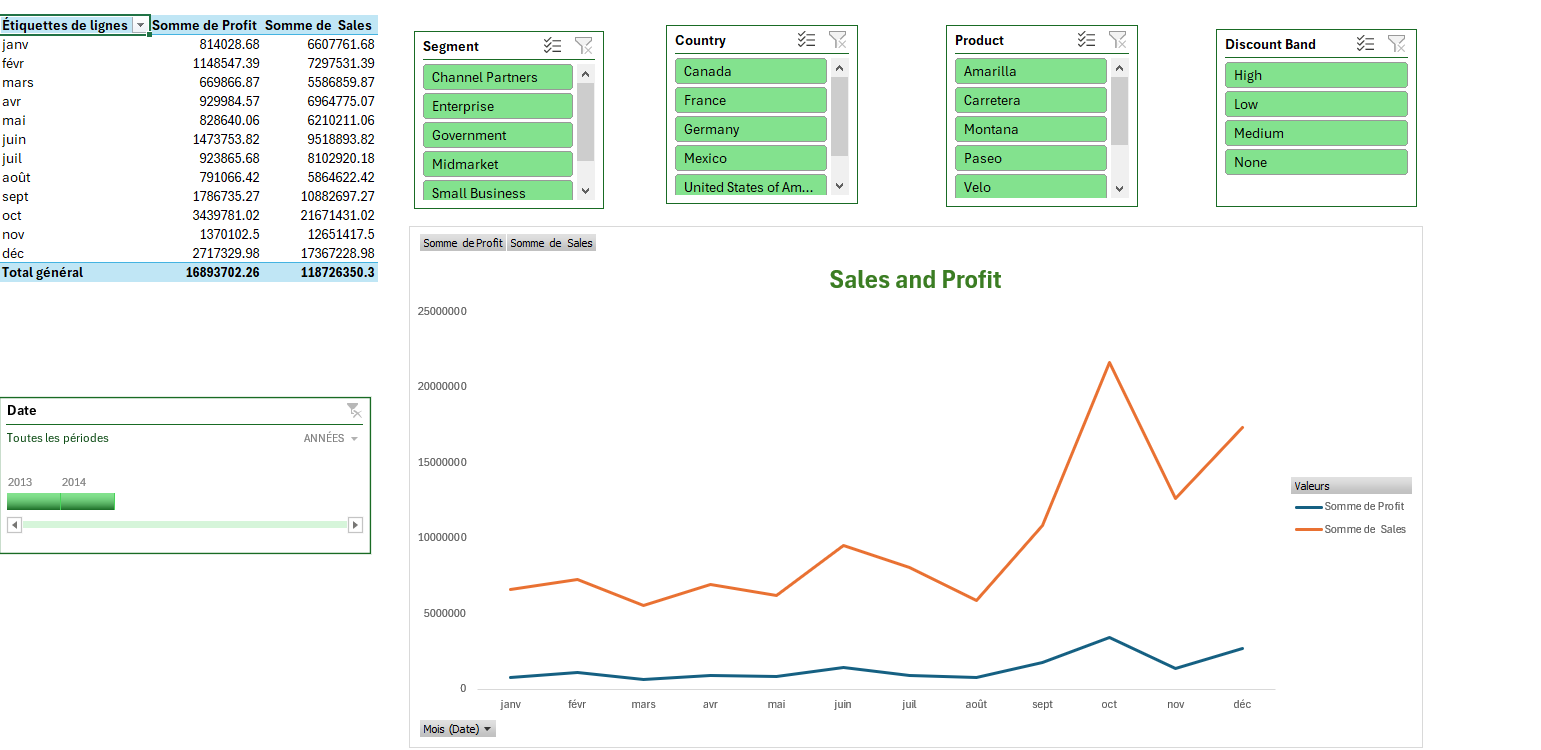 Étiquettes de lignes Somme de Profit Somme de  Sales
janv 814028.68 6607761.68
févr 1148547.39 7297531.39
mars 669866.87 5586859.87
avr 929984.57 6964775.07
mai 828640.06 6210211.06
juin 1473753.82 9518893.82
juil 923865.68 8102920.18
août 791066.42 5864622.42
sept 1786735.27 10882697.27
oct 3439781.02 21671431.02
nov 1370102.5 12651417.5
déc 2717329.98 17367228.98
Total général 16893702.26 118726350.3
Segment
Channel Partners
Enterprise
Government
Midmarket
Small Business
Country
Canada
France
Germany
Mexico
United States of Am...
Product
Amarilla
Carretera
Montana
Paseo
Velo
Discount Band
High
Low
Medium
None
Date
Toutes les périodes ANNÉES
2013 2014
Somme de Profit Somme de  Sales
Sales and Profit
25000000
20000000
15000000
10000000
5000000
0
janv févr mars avr mai juin juil août sept oct nov déc
Valeurs
Somme de Profit
Somme de  Sales
Mois (Date)